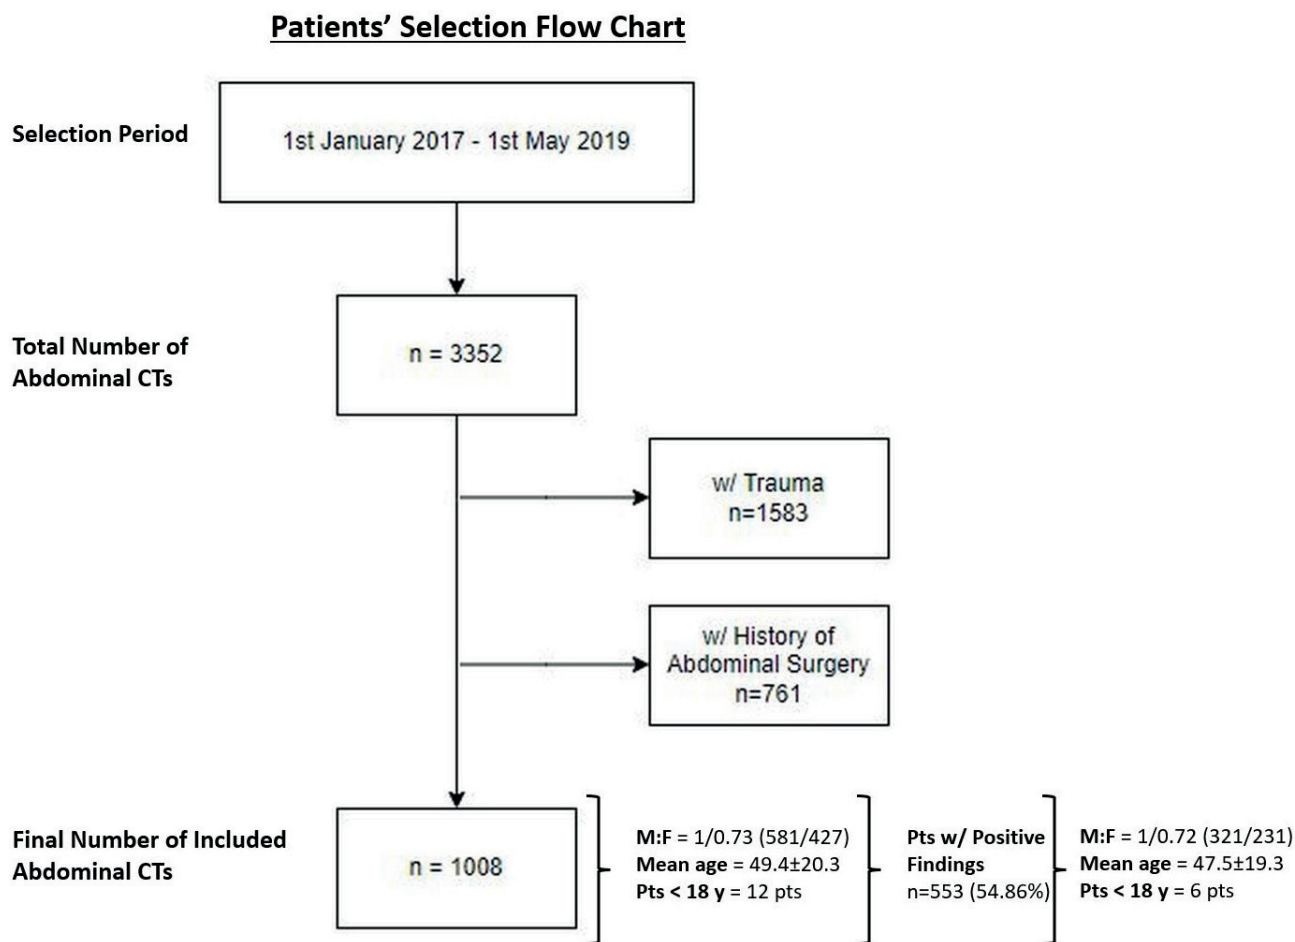 Patients’ Selection Flow Chart
Selection Period
1st January 2017 - 1st May 2019
Total Number of
Abdominal CTs
n = 3352
w/ Trauma
n=1583
w/ History of
Abdominal Surgery
n=761
Final Number of Included
Abdominal CTs
n = 1008
M:F = 1/0.73 (581/427)
Mean age = 49.4±20.3
Pts < 18 y = 12 pts
Pts w/ Positive
Findings
n=553 (54.86%)
M:F = 1/0.72 (321/231)
Mean age = 47.5±19.3
Pts < 18 y = 6 pts